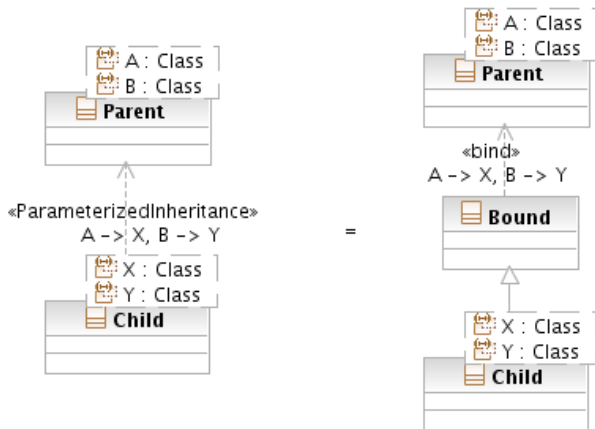 A : Class
B : Class
Parent
«ParameterizedInheritance»
A -> X, B -> Y
X : Class
Y : Class
Child
=
A : Class
B : Class
Parent
«bind»
A -> X, B -> Y
Bound
X : Class
Y : Class
Child